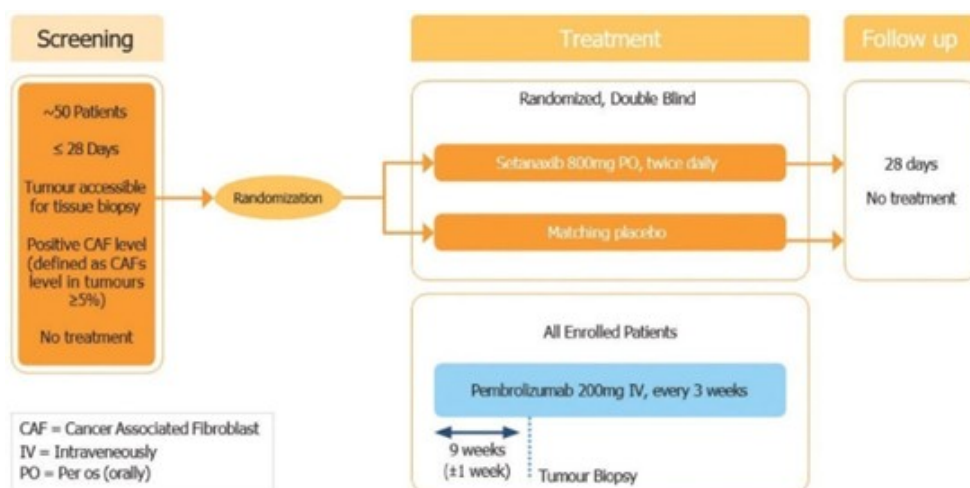 Screening
Treatment
Follow up
~50 Patients
≤ 28 Days
Tumour accessible
for tissue biopsy
Positive CAF level
(defined as CAFs
level in tumours
≥5%)
No treatment
Randomization
Randomized, Double Blind
Setanaxib 800mg PO, twice daily
Matching placebo
28 days
No treatment
All Enrolled Patients
Pembrolizumab 200mg IV, every 3 weeks
9 weeks
(±1 week)
Tumour Biopsy
CAF = Cancer Associated Fibroblast
IV = Intraveneously
PO = Per os (orally)